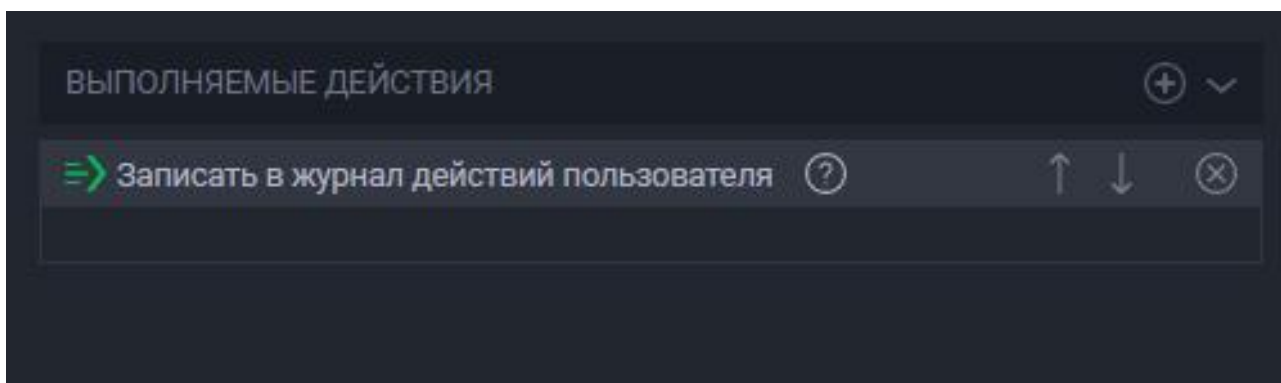 ВЫПОЛНЯЕМЫЕ ДЕЙСТВИЯ
Записать в журнал действий пользователя